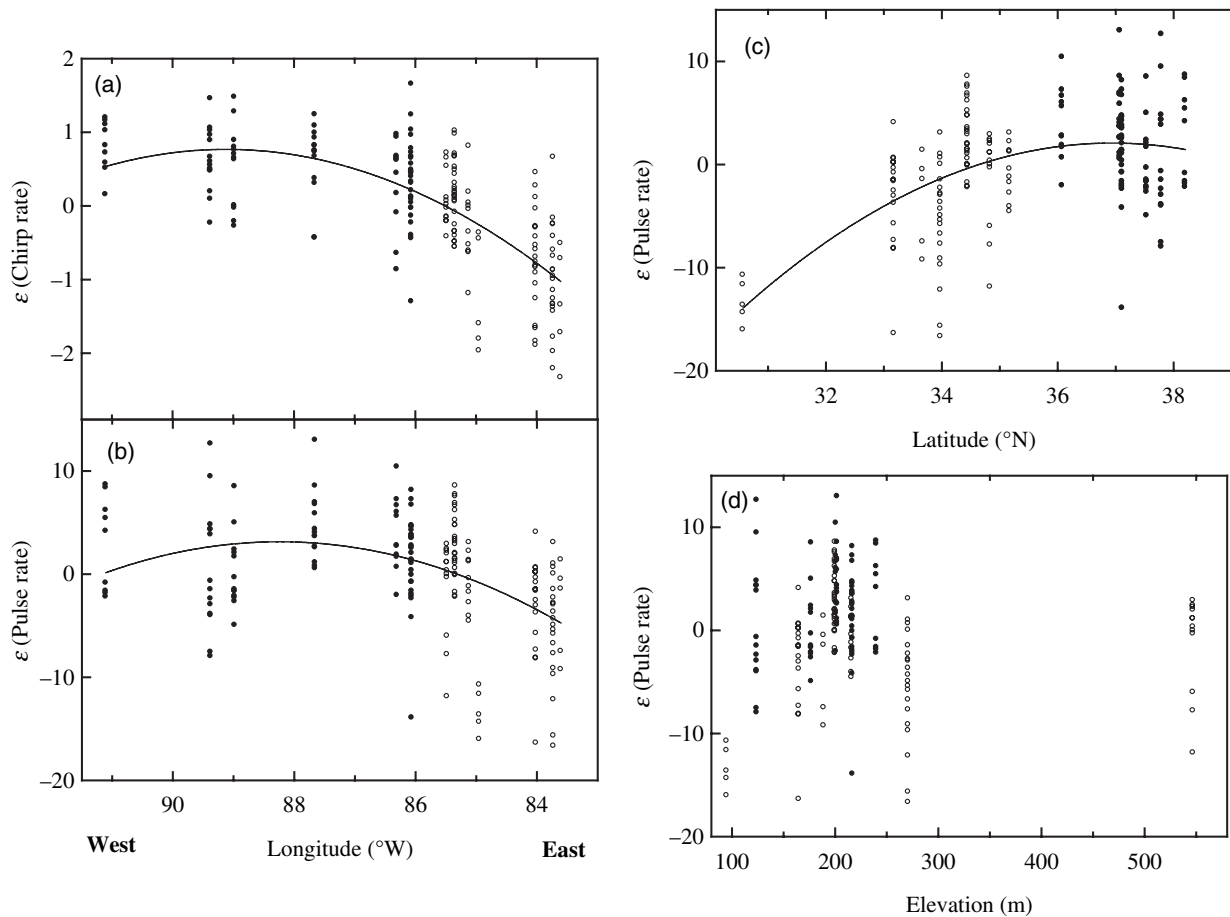 (a)
2
1
0
−1
−2
ε (Chirp rate)
(b)
10
0
−10
−20
ε (Pulse rate)
90 88 86 84
West Longitude (°W) East
(c)
10
0
−10
−20
ε (Pulse rate)
32 34 36 38
Latitude (°N)
(d)
10
0
−10
−20
ε (Pulse rate)
100 200 300 400 500
Elevation (m)